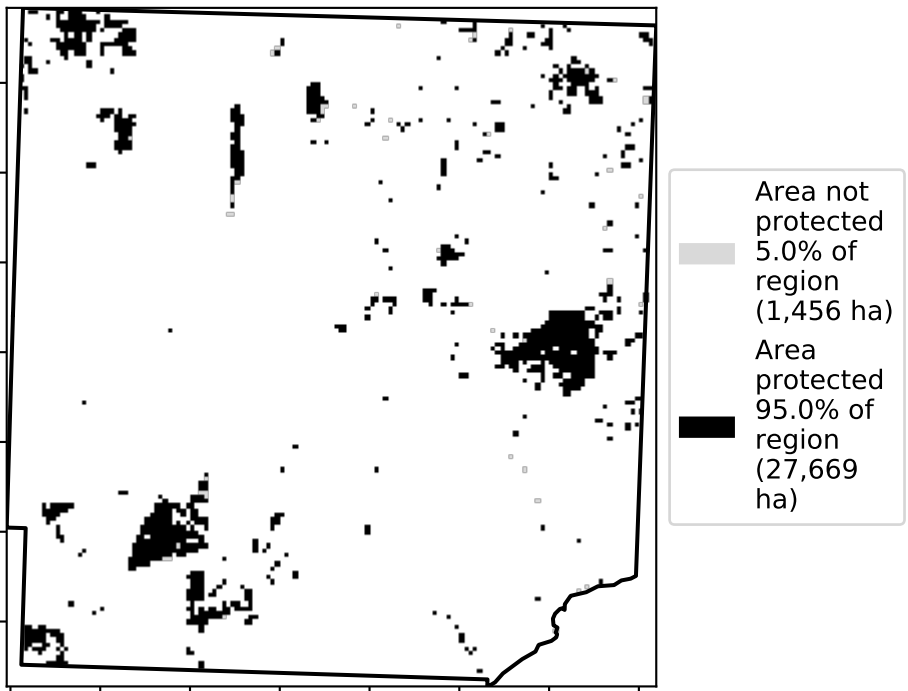 Area not
protected
5.0% of
region
(1,456 ha)
Area
protected
95.0% of
region
(27,669
ha)